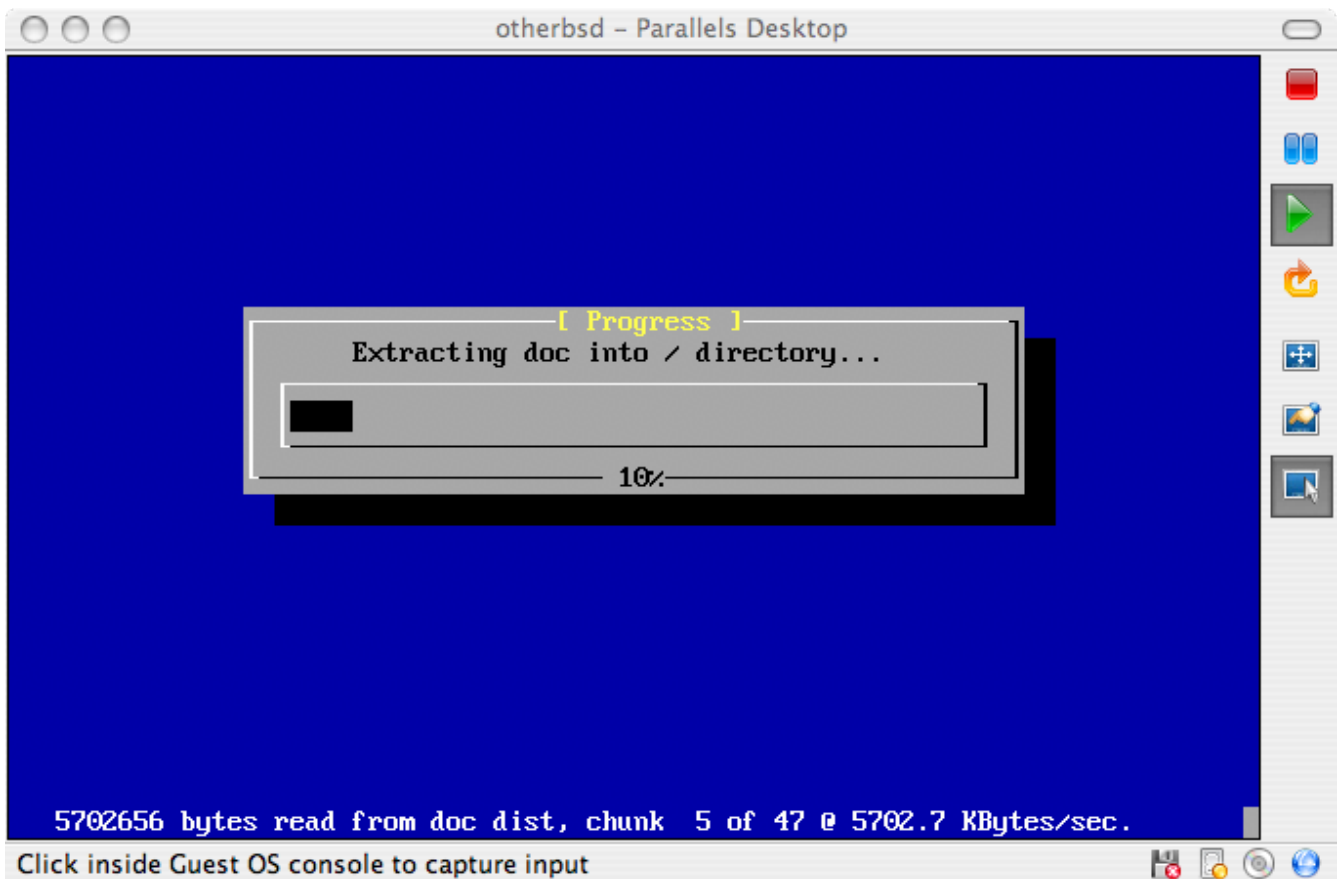 otherbsd – Parallels Desktop
[ Progress ]
Extracting doc into / directory...
10%
5702656 bytes read from doc dist, chunk  5 of 47 @ 5702.7 KBytes/sec.
Click inside Guest OS console to capture input